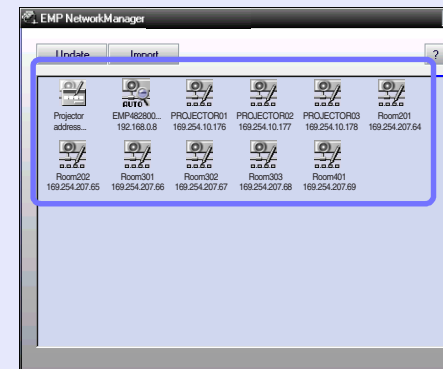 EMP NetworkManager
Update Import ?
AUTO
Projector address... EMP482800... 192.168.0.8 PROJECTOR01 169.254.10.176 PROJECTOR02 169.254.10.177 PROJECTOR03 169.254.10.178 Room201 169.254.207.64
Room202 169.254.207.65 Room301 169.254.207.66 Room302 169.254.207.67 Room303 169.254.207.68 Room401 169.254.207.69